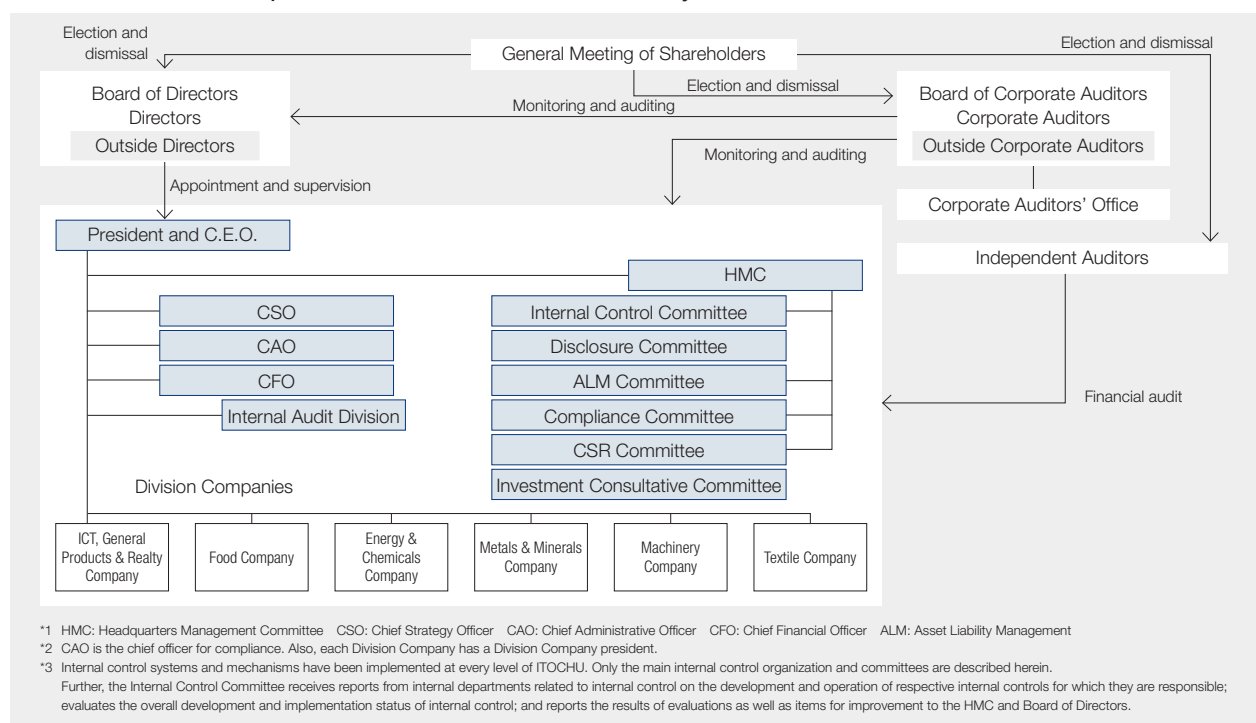 Election and
dismissal
General Meeting of Shareholders
Election and dismissal
Board of Directors
Directors
Outside Directors
Election and dismissal
Monitoring and auditing
Board of Corporate Auditors
Corporate Auditors
Outside Corporate Auditors
Monitoring and auditing
Appointment and supervision
Corporate Auditors' Office
President and C.E.O.
Independent Auditors
HMC
CSO
Internal Control Committee
CAO
Disclosure Committee
CFO
ALM Committee
Financial audit
Internal Audit Division
Compliance Committee
CSR Committee
Division Companies
Investment Consultative Committee
ICT, General
Products & Realty
Company
Food Company
Energy &
Chemicals
Company
Metals & Minerals
Company
Machinery
Company
Textile Company
*1 HMC: Headquarters Management Committee CSO: Chief Strategy Officer CAO: Chief Administrative Officer CFO: Chief Financial Officer ALM: Asset Liability Management
*2 CAO is the chief officer for compliance. Also, each Division Company has a Division Company president.
*3 Internal control systems and mechanisms have been implemented at every level of ITOCHU. Only the main internal control organization and committees are described herein.
Further, the Internal Control Committee receives reports from internal departments related to internal control on the development and operation of respective internal controls for which they are responsible;
evaluates the overall development and implementation status of internal control; and reports the results of evaluations as well as items for improvement to the HMC and Board of Directors.